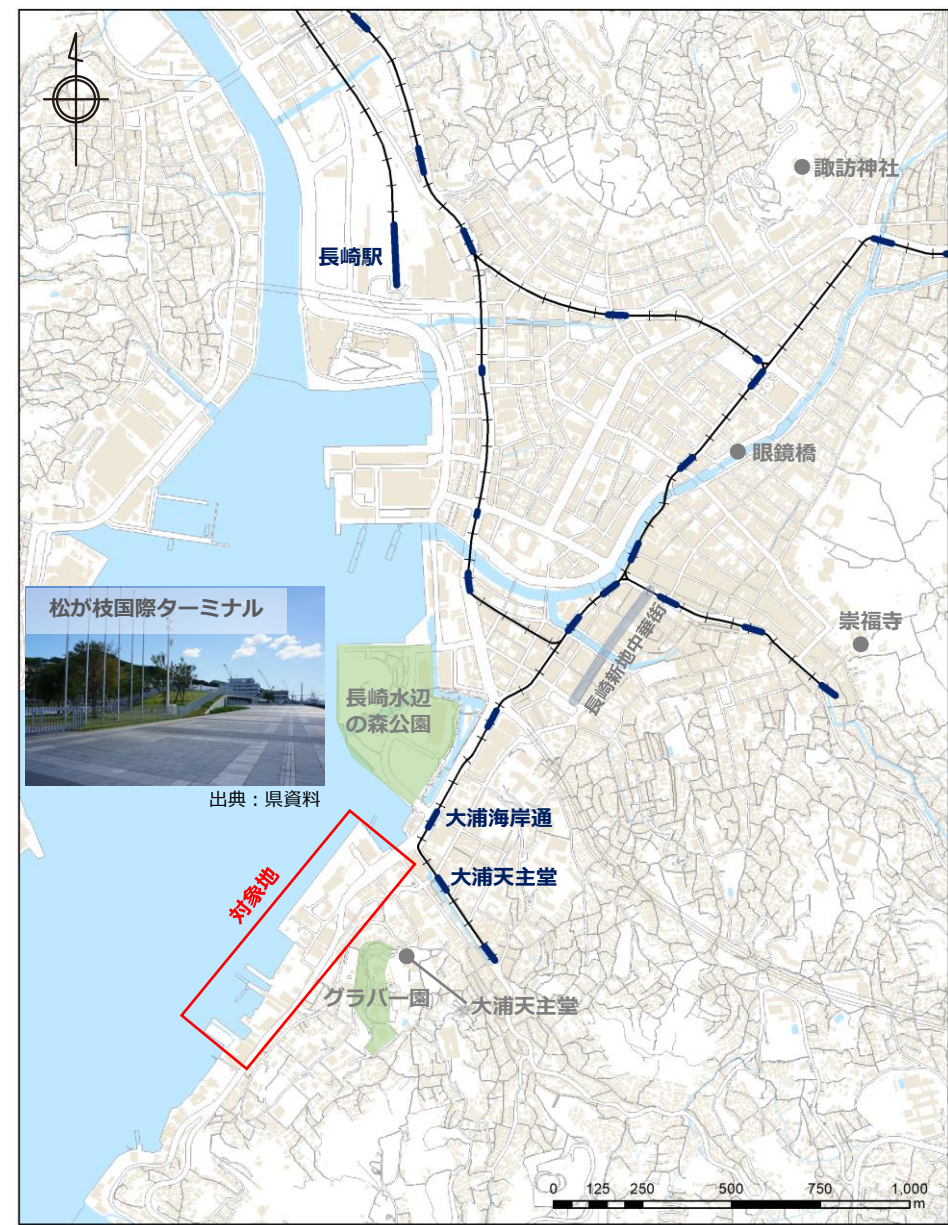 諏訪神社
長崎駅
眼鏡橋
松が枝国際ターミナル
崇福寺
長崎新地中華街
長崎水辺
の森公園
出典：県資料
大浦海岸通
大浦天主堂
対象地
グラバー園
大浦天主堂
0 125 250 500 750 1,000
m